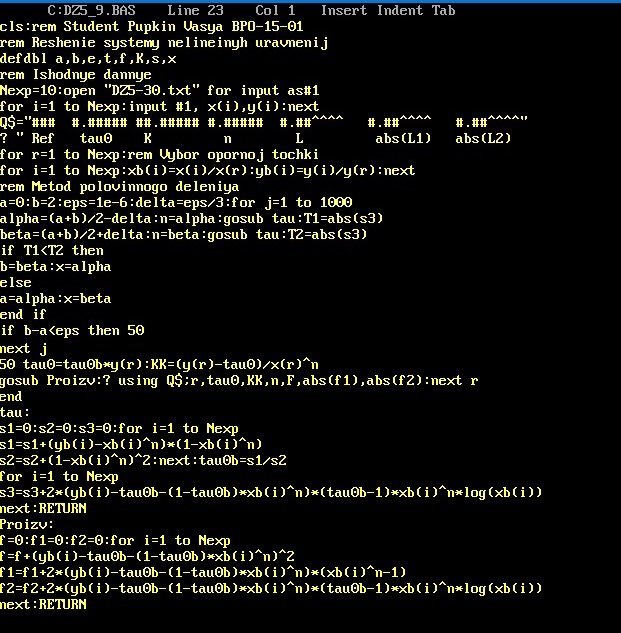 C:DZ5_9.BAS Line 23 Col 1 Insert Indent Tab
cls:rem Student Pupkin Vasya BPO-15-01
rem Reshenie systemy nelineinyh uravnenij
defdbl a,b,e,t,f,K,s,x
rem Ishodnye dannye
Nexp=10:open "DZ5-30.txt" for input as#1
for i=1 to Nexp:input #1, x(i),y(i):next
Q$="### #.##### ##.##### #.##### #.##^^^^ #.##^^^^ #.##^^^^"
? " Ref tau0 K n L abs(L1) abs(L2)
for r=1 to Nexp:rem Vybor opornoj tochki
for i=1 to Nexp:xb(i)=x(i)/x(r):yb(i)=y(i)/y(r):next
rem Metod polovinnogo deleniya
a=0:b=2:eps=1e-6:delta=eps/3:for j=1 to 1000
alpha=(a+b)/2-delta:n=alpha:gosub tau:T1=abs(s3)
beta=(a+b)/2+delta:n=beta:gosub tau:T2=abs(s3)
if T1<T2 then
b=beta:x=alpha
else
a=alpha:x=beta
end if
if b-a<eps then 50
next j
50 tau0=tau0b*y(r):KK=(y(r)-tau0)/x(r)^n
gosub Proizv:? using Q$;r,tau0,KK,n,F,abs(f1),abs(f2):next r
end
tau:
s1=0:s2=0:s3=0:for i=1 to Nexp
s1=s1+(yb(i)-xb(i)^n)*(1-xb(i)^n)
s2=s2+(1-xb(i)^n)^2:next:tau0b=s1/s2
for i=1 to Nexp
s3=s3+2*(yb(i)-tau0b-(1-tau0b)*xb(i)^n)*(tau0b-1)*xb(i)^n*log(xb(i))
next:RETURN
Proizv:
f=0:f1=0:f2=0:for i=1 to Nexp
f=f+(yb(i)-tau0b-(1-tau0b)*xb(i)^n)^2
f1=f1+2*(yb(i)-tau0b-(1-tau0b)*xb(i)^n)*(xb(i)^n-1)
f2=f2+2*(yb(i)-tau0b-(1-tau0b)*xb(i)^n)*(tau0b-1)*xb(i)^n*log(xb(i))
next:RETURN